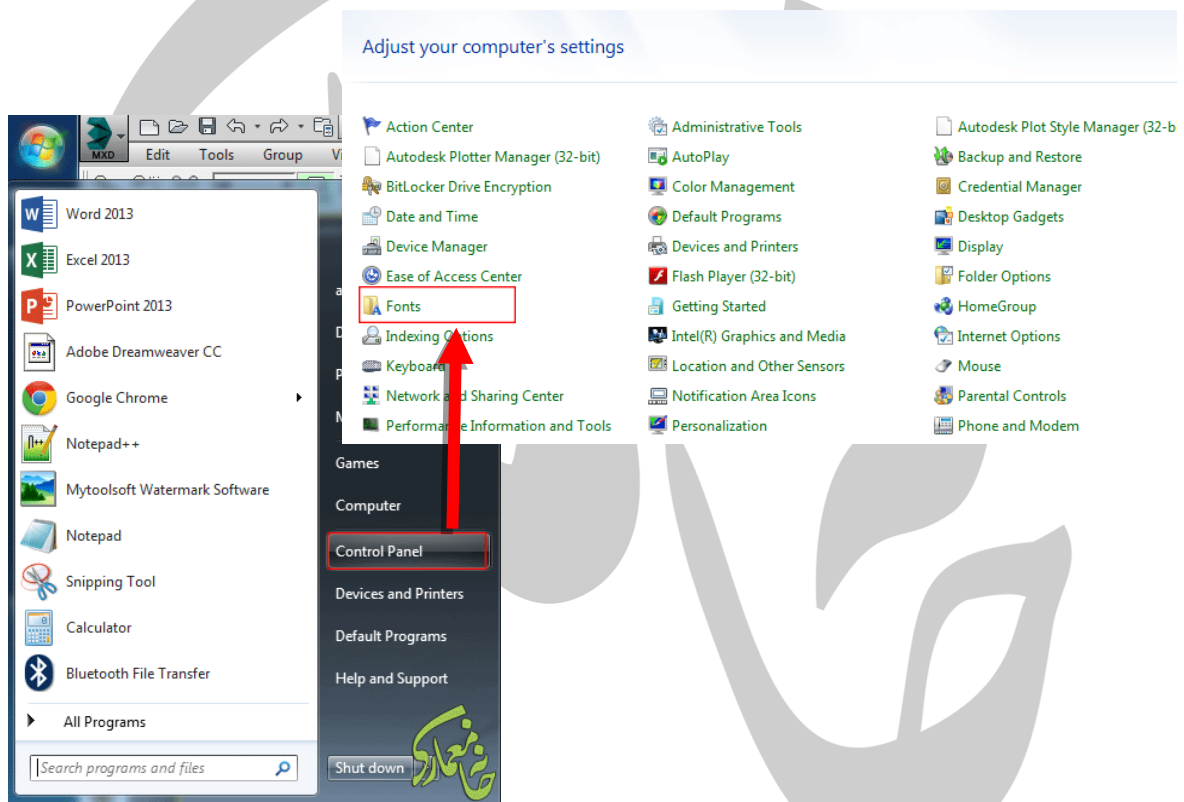 Adjust your computer's settings
Action Center
Autodesk Plotter Manager (32-bit)
BitLocker Drive Encryption
Date and Time
Device Manager
Ease of Access Center
Fonts
Indexing Options
Keyboard
Network and Sharing Center
Performance Information and Tools
Administrative Tools
AutoPlay
Color Management
Default Programs
Devices and Printers
Flash Player (32-bit)
Getting Started
Intel(R) Graphics and Media
Location and Other Sensors
Notification Area Icons
Personalization
Autodesk Plot Style Manager (32-b
Backup and Restore
Credential Manager
Desktop Gadgets
Display
Folder Options
HomeGroup
Internet Options
Mouse
Parental Controls
Phone and Modem
MXD
Edit Tools Group
Word 2013
Excel 2013
PowerPoint 2013
Adobe Dreamweaver CC
Google Chrome
Notepad++
Mytoolsoft Watermark Software
Notepad
Snipping Tool
Calculator
Bluetooth File Transfer
All Programs
Search programs and files
Games
Computer
Control Panel
Devices and Printers
Default Programs
Help and Support
Shut down
خانه معماری